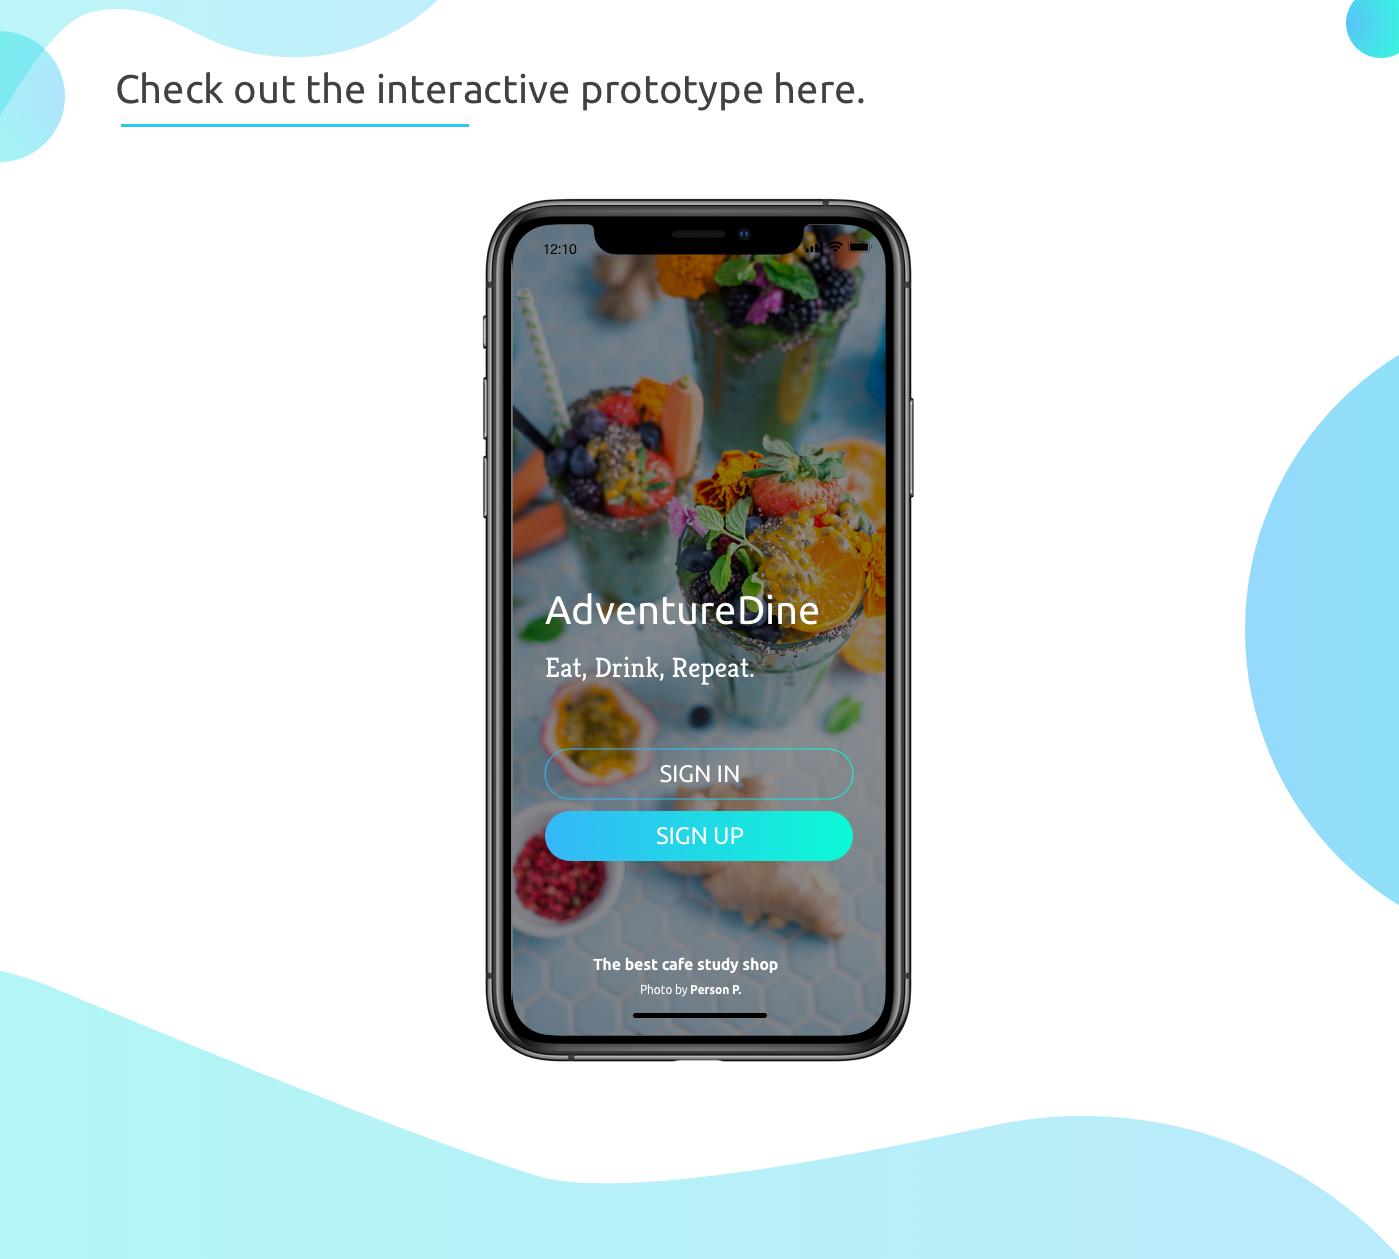 Check out the interactive prototype here.
12:10
AdventureDine
Eat, Drink, Repeat.
SIGN IN
SIGN UP
The best cafe study shop
Photo by Person P.